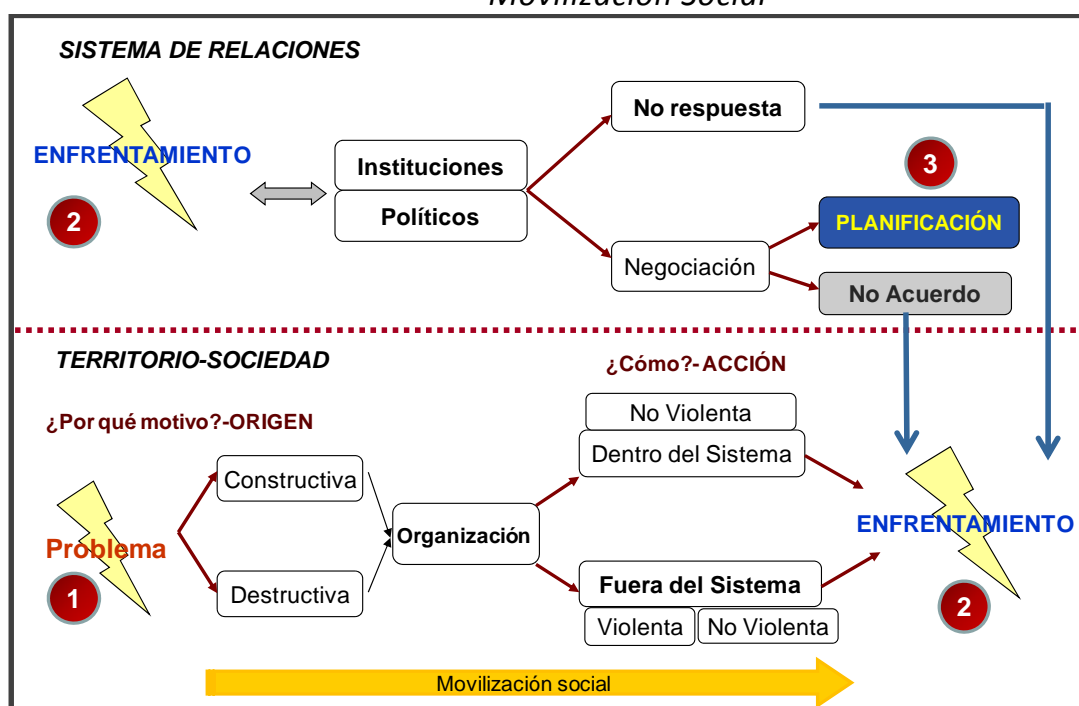 Movilización Social
SISTEMA DE RELACIONES
ENFRENTAMIENTO
2
Instituciones
Políticos
No respuesta
Negociación
3
PLANIFICACIÓN
No Acuerdo
TERRITORIO-SOCIEDAD
¿Por qué motivo?-ORIGEN
¿Cómo?-ACCIÓN
Problema
1
Constructiva
Destructiva
Organización
No Violenta
Dentro del Sistema
Fuera del Sistema
Violenta
No Violenta
ENFRENTAMIENTO
2
Movilización social